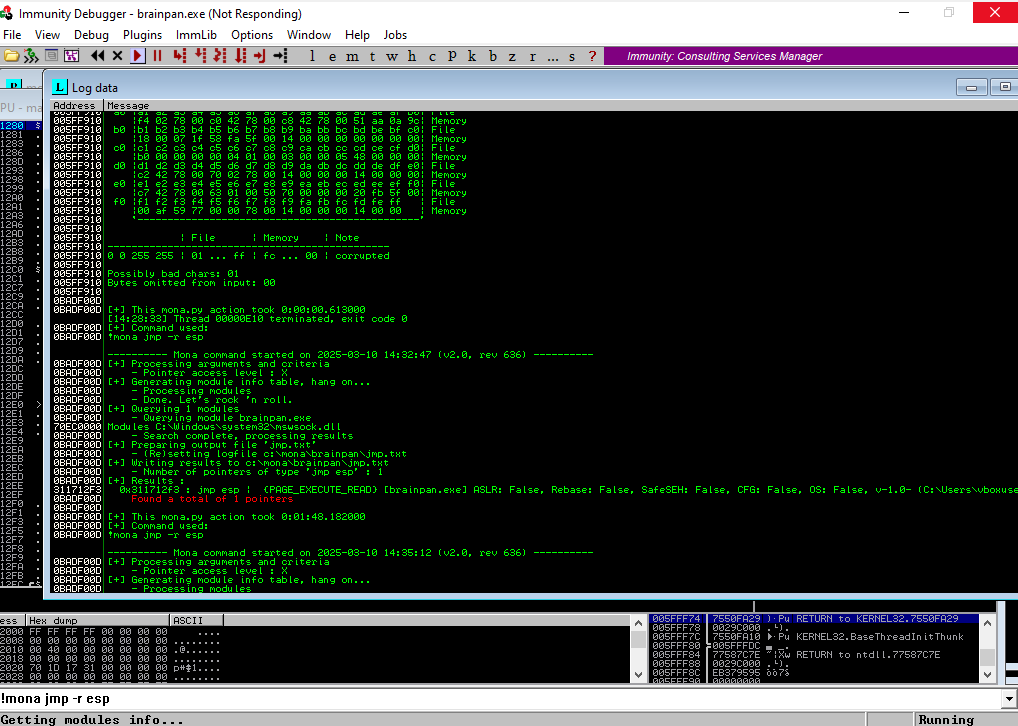 Immunity Debugger - brainpan.exe (Not Responding)
File View Debug Plugins ImmLib Options Window Help Jobs
l e m t w h c P k b z r ... s ?
Immunity: Consulting Services Manager
L Log data
Address Message
005FF910 |f4 02 78 00 c0 42 78 00 c8 42 78 00 51 aa 0a 9c| Memory
005FF910 b0 |b1 b2 b3 b4 b5 b6 b7 b8 b9 ba bb bc bd be bf c0| File
005FF910 |18 00 07 1f 58 fa 5f 00 14 00 00 00 00 00 00 00| Memory
005FF910 c0 |c1 c2 c3 c4 c5 c6 c7 c8 c9 ca cb cc cd ce cf d0| File
005FF910 |b0 00 00 00 00 04 01 00 03 00 00 05 48 00 00 00| Memory
005FF910 d0 |d1 d2 d3 d4 d5 d6 d7 d8 d9 da db dc dd de df e0| File
005FF910 |c2 42 78 00 70 02 78 00 14 00 00 00 14 00 00 00| Memory
005FF910 e0 |e1 e2 e3 e4 e5 e6 e7 e8 e9 ea eb ec ed ee ef f0| File
005FF910 |c7 42 78 00 63 01 00 50 70 00 00 00 20 fb 5f 00| Memory
005FF910 f0 |f1 f2 f3 f4 f5 f6 f7 f8 f9 fa fb fc fd fe ff | File
005FF910 |00 af 59 77 00 00 78 00 14 00 00 00 14 00 00 | Memory
005FF910
005FF910
005FF910 | File | Memory | Note
005FF910
005FF910 0 0 255 255 | 01 ... ff | fc ... 00 | corrupted
005FF910
005FF910 Possibly bad chars: 01
005FF910 Bytes omitted from input: 00
005FF910
0BADF00D
0BADF00D [+] This mona.py action took 0:00:00.613000
[14:28:33] Thread 00000E10 terminated, exit code 0
0BADF00D [+] Command used:
0BADF00D !mona jmp -r esp
---------- Mona command started on 2025-03-10 14:32:47 (v2.0, rev 636) ----------
0BADF00D [+] Processing arguments and criteria
0BADF00D - Pointer access level : X
0BADF00D [+] Generating module info table, hang on...
0BADF00D - Processing modules
0BADF00D - Done. Let's rock 'n roll.
0BADF00D [+] Querying 1 modules
0BADF00D - Querying module brainpan.exe
70EC0000 Modules C:\Windows\system32\mswsock.dll
0BADF00D - Search complete, processing results
0BADF00D [+] Preparing output file 'jmp.txt'
0BADF00D - (Re)setting logfile c:\mona\brainpan\jmp.txt
0BADF00D [+] Writing results to c:\mona\brainpan\jmp.txt
0BADF00D - Number of pointers of type 'jmp esp' : 1
0BADF00D [+] Results :
311712F3 0x311712f3 : jmp esp | {PAGE_EXECUTE_READ} [brainpan.exe] ASLR: False, Rebase: False, SafeSEH: False, CFG: False, OS: False, v-1.0- (C:\Users\vboxuse
0BADF00D Found a total of 1 pointers
0BADF00D
0BADF00D [+] This mona.py action took 0:01:48.182000
0BADF00D [+] Command used:
0BADF00D !mona jmp -r esp
---------- Mona command started on 2025-03-10 14:35:12 (v2.0, rev 636) ----------
0BADF00D [+] Processing arguments and criteria
0BADF00D - Pointer access level : X
0BADF00D [+] Generating module info table, hang on...
0BADF00D - Processing modules
ess Hex dump ASCII
2000 FF FF FF FF 00 00 00 00 ....
2008 00 00 00 00 00 00 00 00 ........
2010 00 40 00 00 00 00 00 00 .@......
2018 00 00 00 00 00 00 00 00 ........
2020 70 1D 17 31 00 00 00 00
2028 00 00 00 00 00 00 00 00 ........
005FFF74 7550FA29 RETURN to KERNEL32.7550FA29
005FFF78 0029C000
005FFF7C 7550FA10 KERNEL32.BaseThreadInitThunk
005FFF80 005FFFDC
005FFF84 77587C7E RETURN to ntdll.77587C7E
005FFF88 0029C000
005FFF8C EB379595
005FFF90 00000000
!mona jmp -r esp
Getting modules info... Running